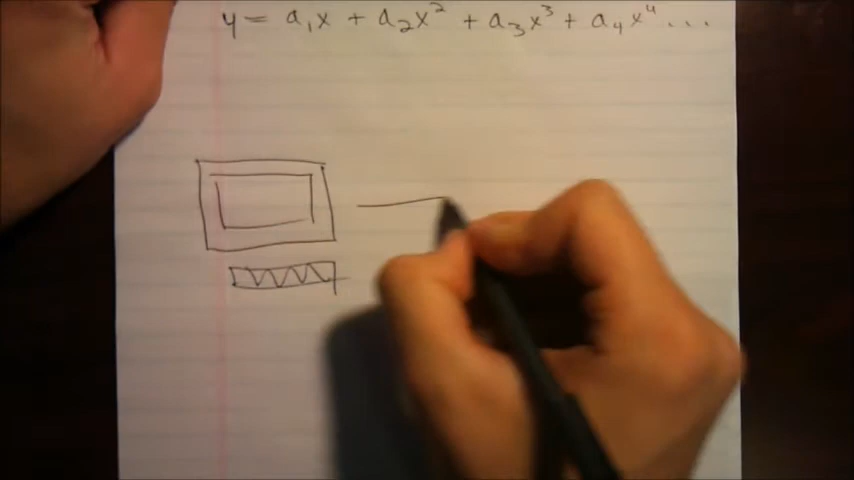 y = a₁x + a₂x² + a₃x³ + a₄x⁴ ...